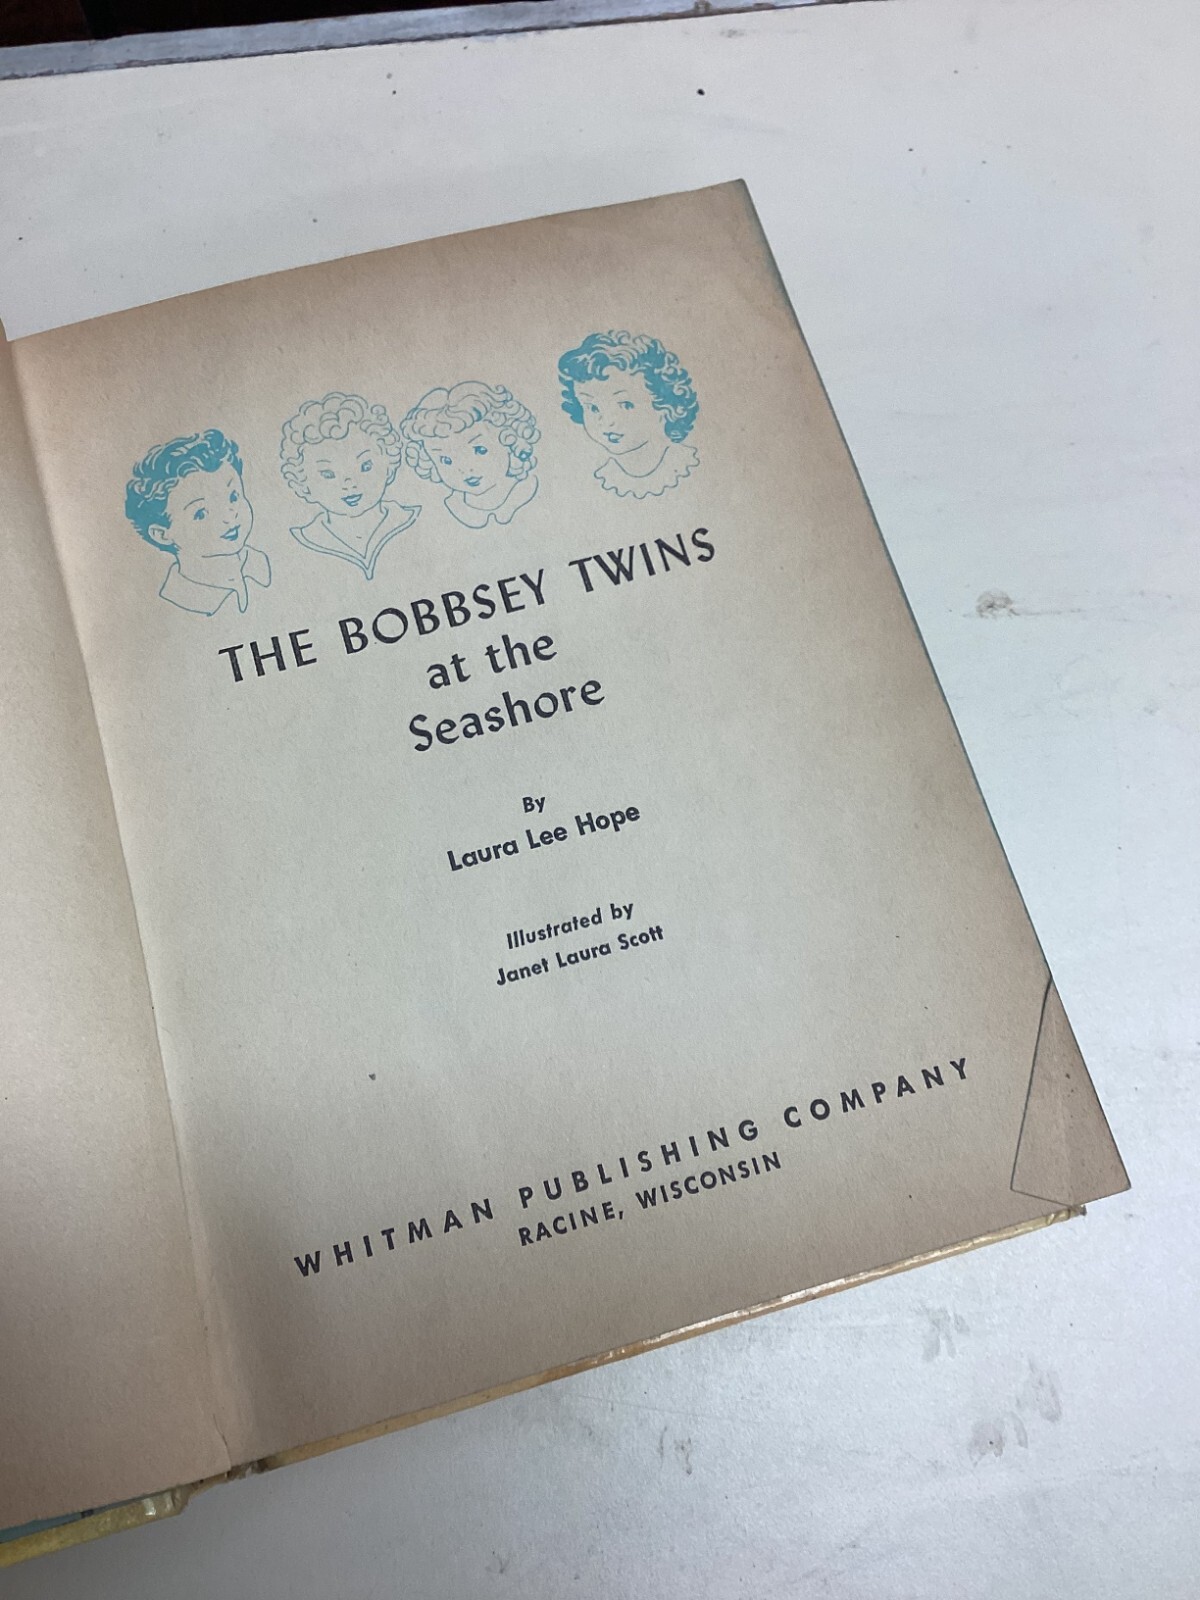 THE BOBBSEY TWINS
at the
Seashore
By
Laura Lee Hope
Illustrated by
Janet Laura Scott
WHITMAN PUBLISHING COMPANY
RACINE, WISCONSIN